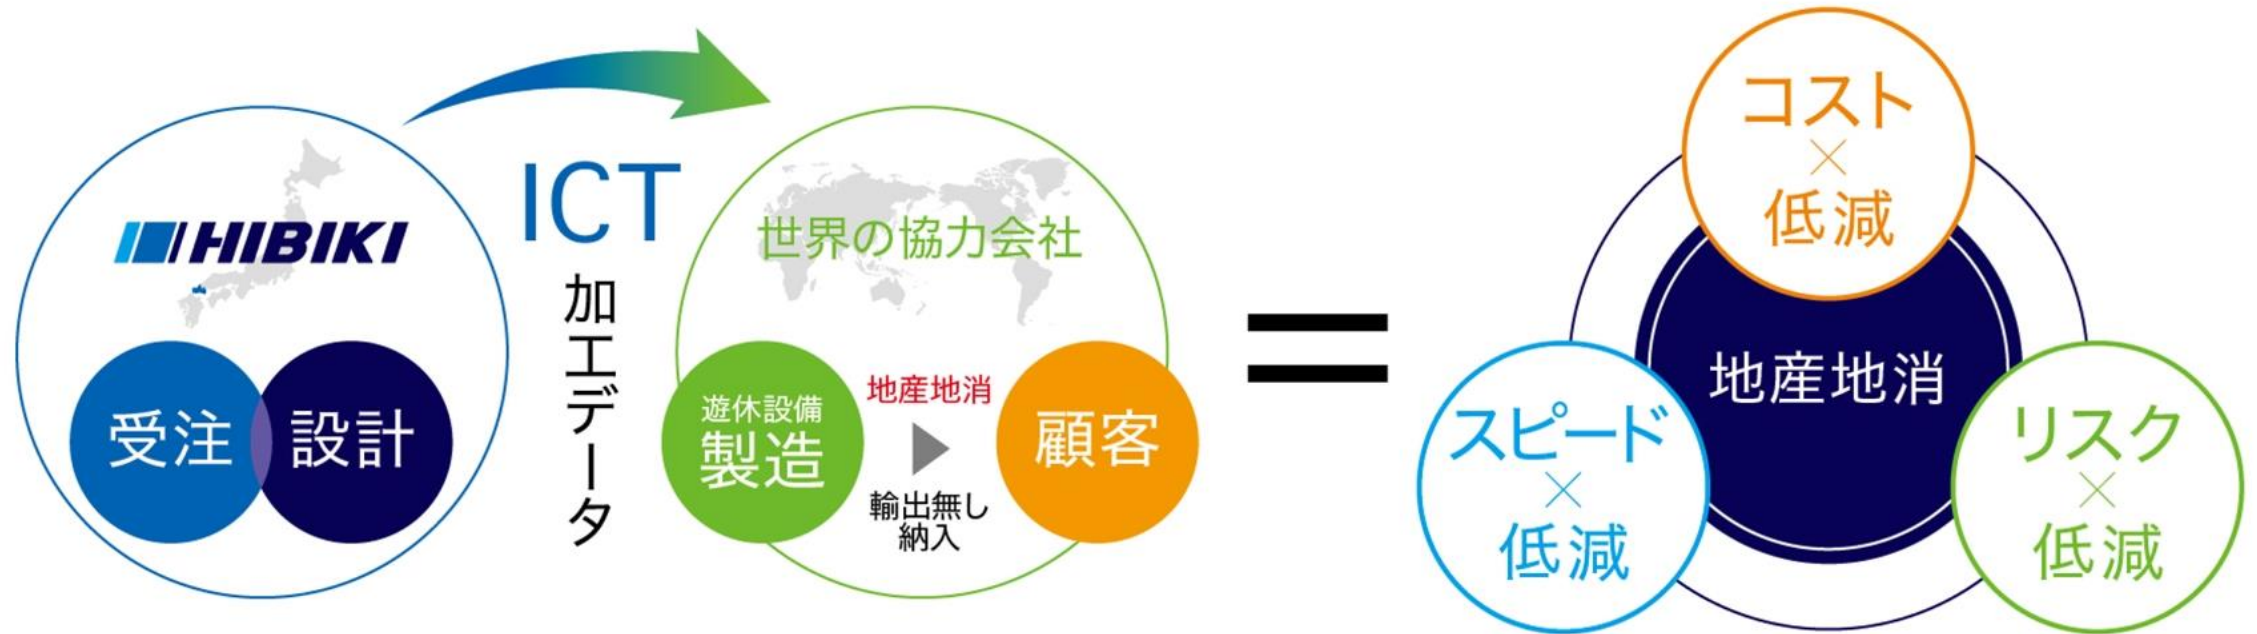 HIBIKI
受注
設計
ICT
加工データ
世界の協力会社
遊休設備
製造
地産地消
輸出無し
納入
顧客
コスト
×
低減
地産地消
スピード
×
低減
リスク
×
低減